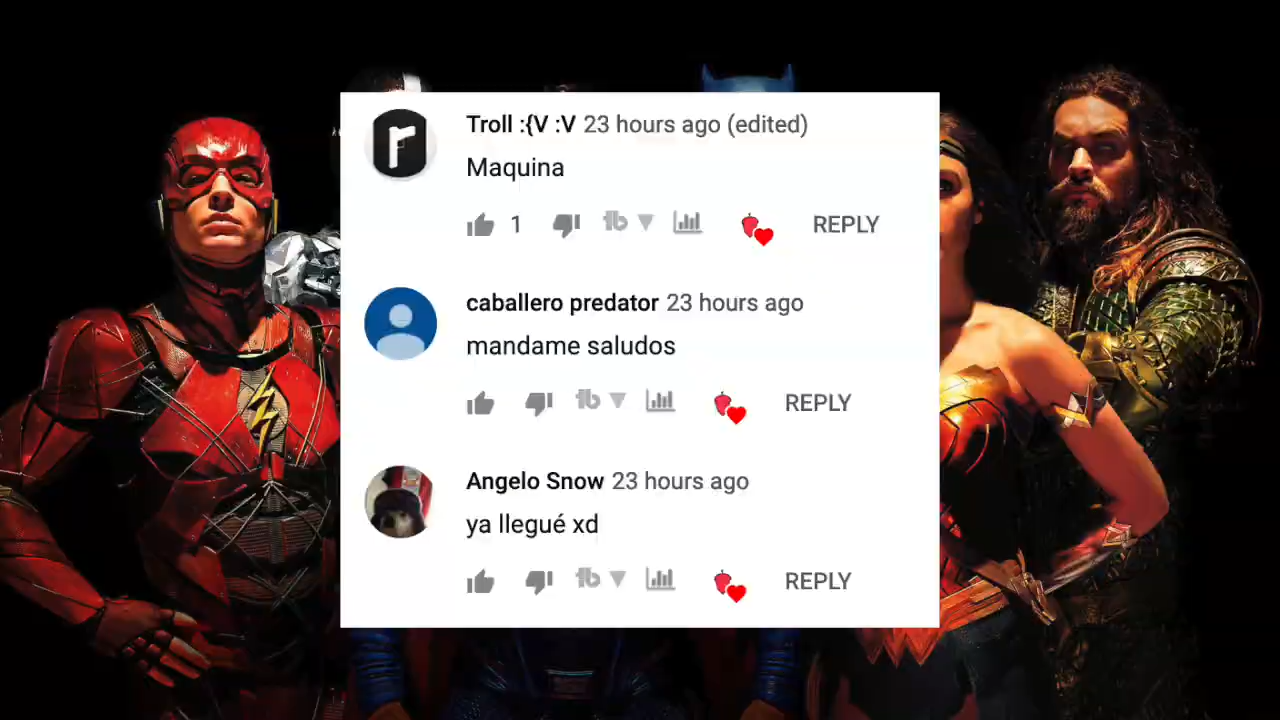 Troll :{V :V 23 hours ago (edited)
Maquina
1 REPLY
caballero predator 23 hours ago
mandame saludos
REPLY
Angelo Snow 23 hours ago
ya llegué xd
REPLY